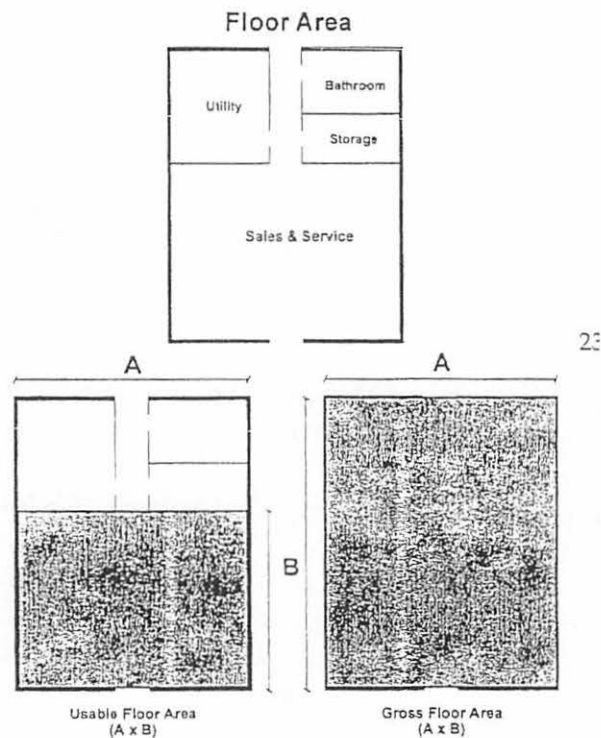 Floor Area
Utility
Bathroom
Storage
Sales & Service
23
A
A
B
Usable Floor Area
(A x B)
Gross Floor Area
(A x B)